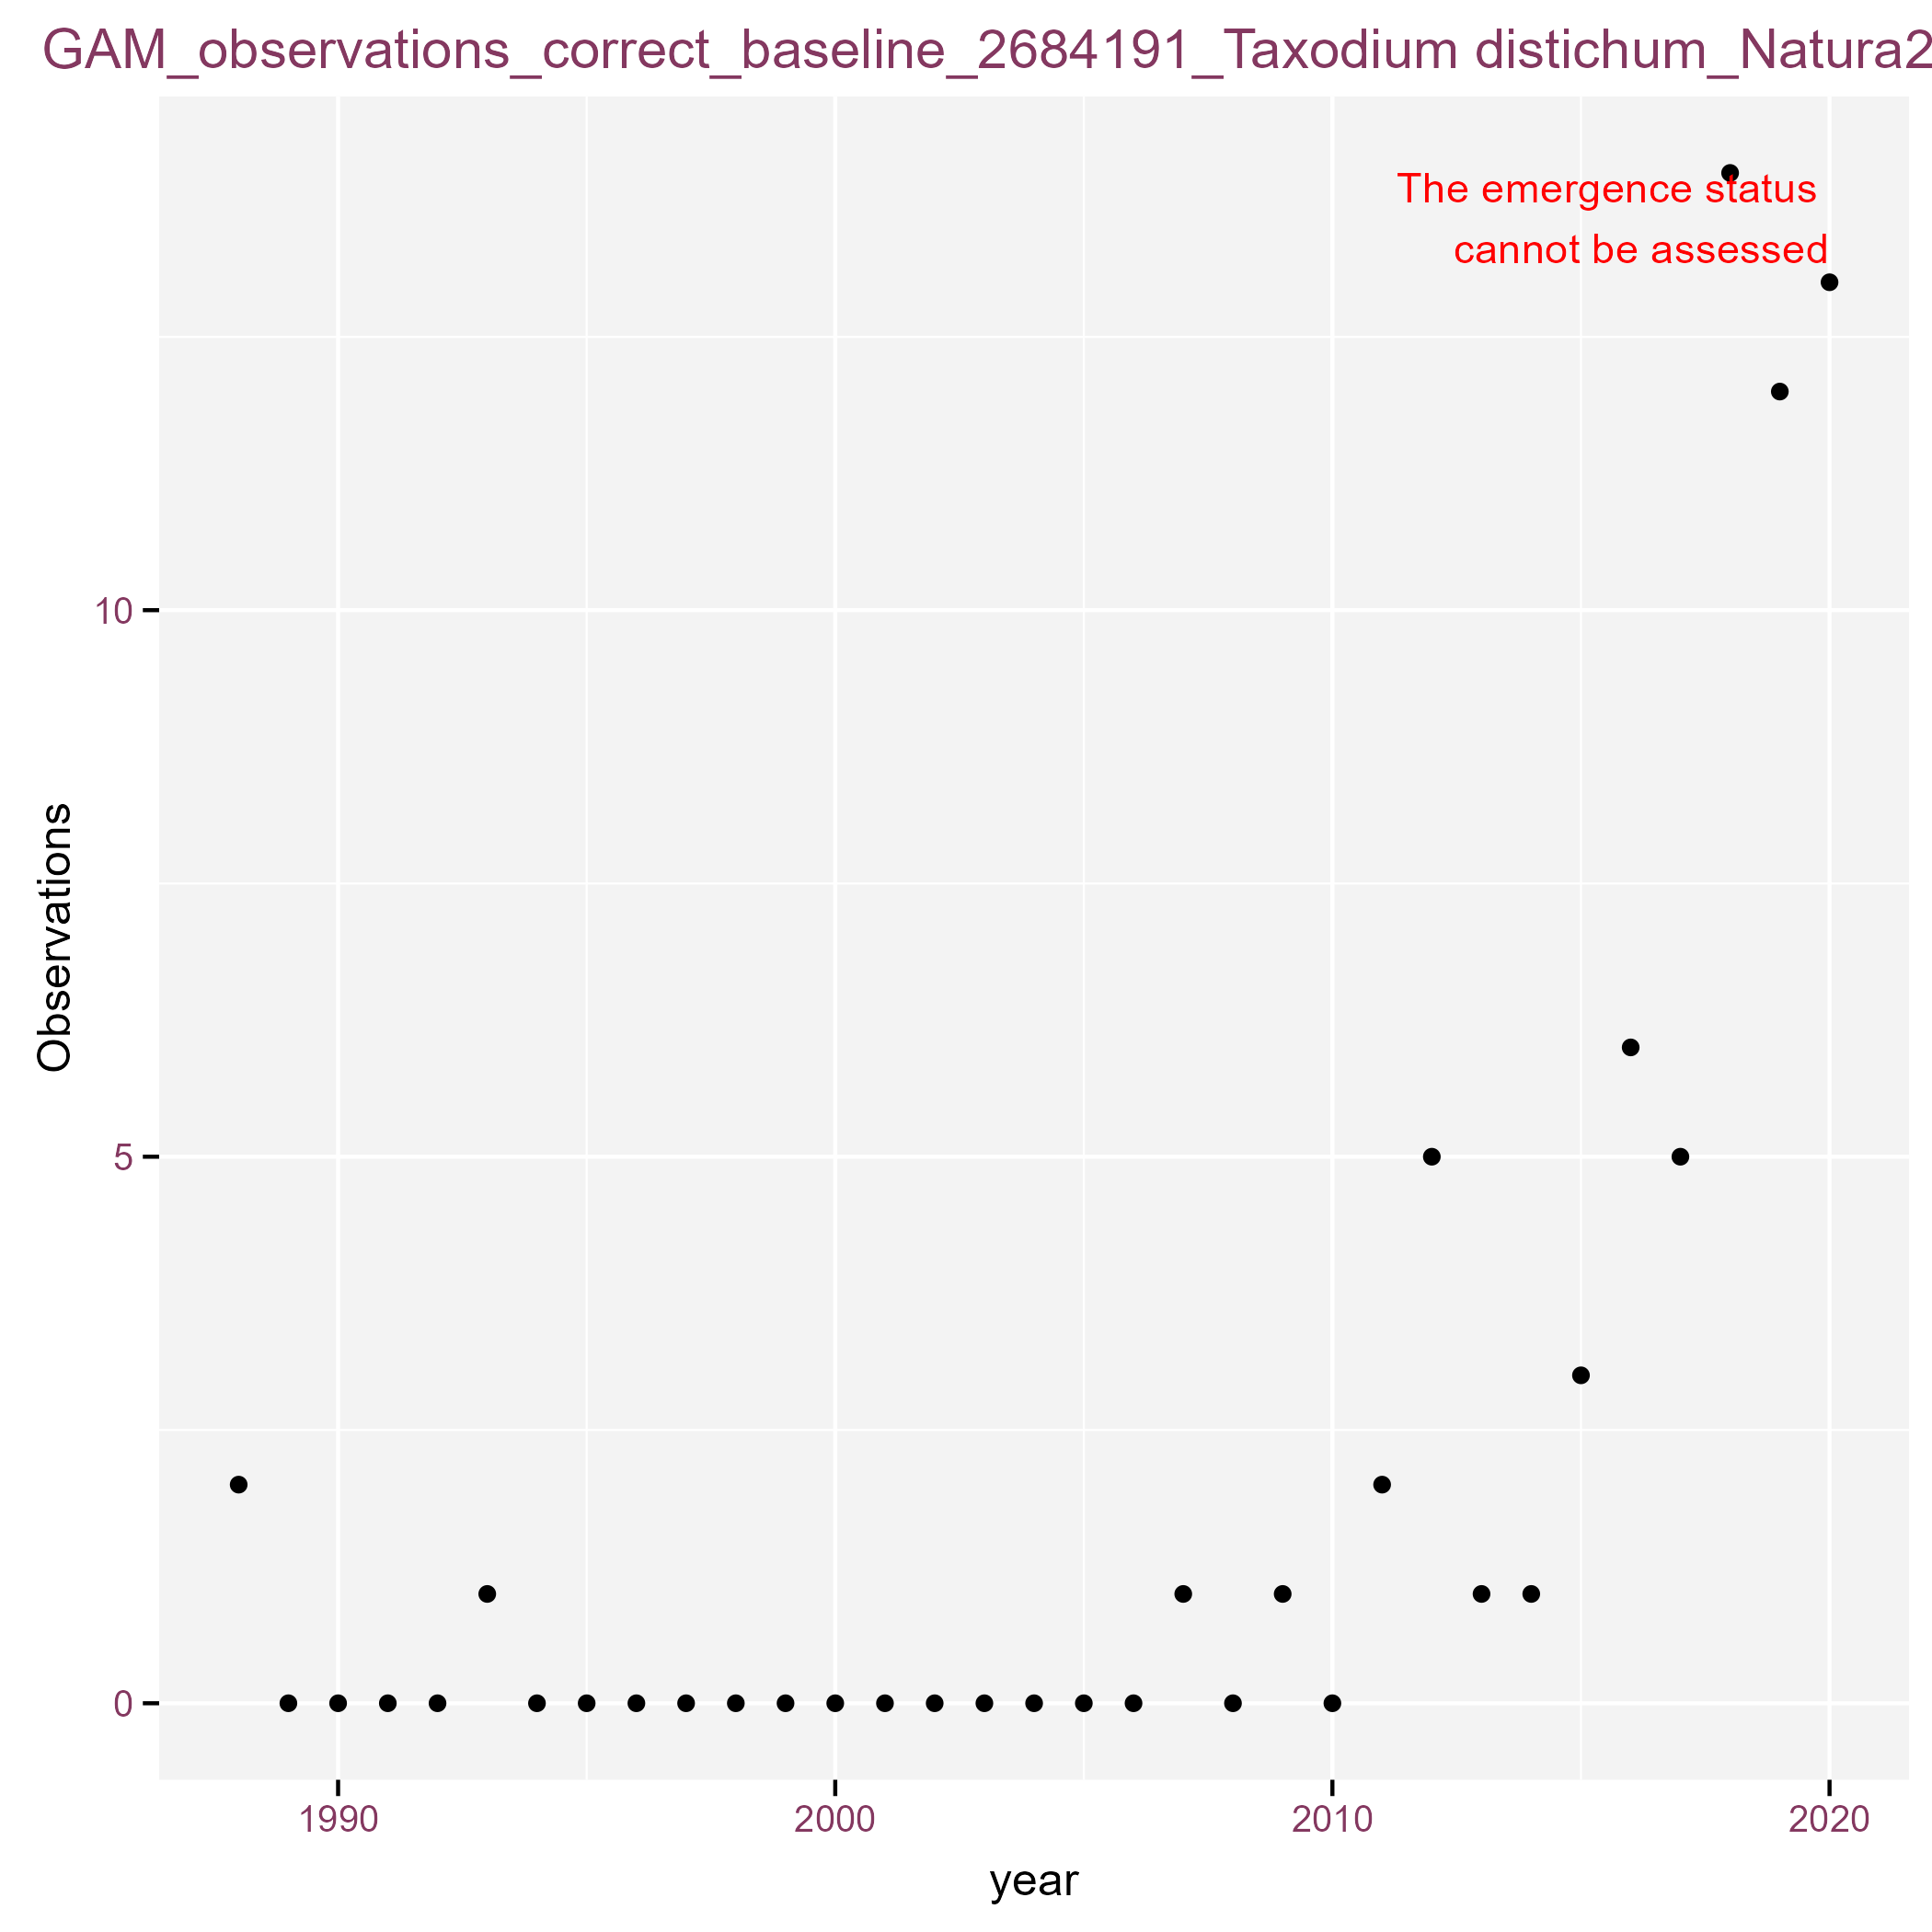 GAM_observations_correct_baseline_2684191_Taxodium distichum_Natura2
The emergence status
cannot be assessed
10
5
0
Observations
1990 2000 2010 2020
year